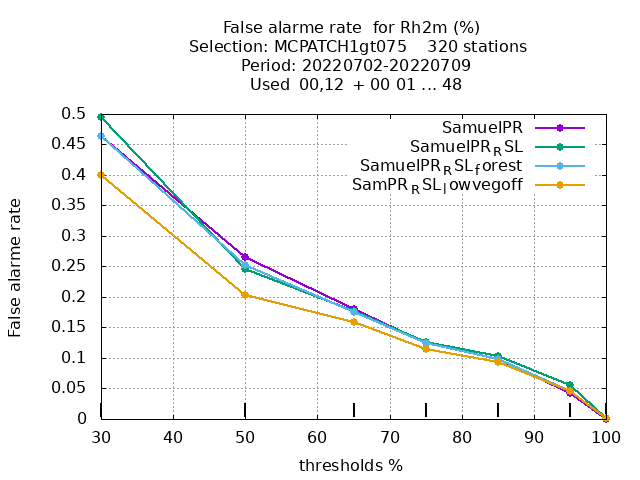 False alarme rate  for Rh2m (%)
Selection: MCPATCH1gt075    320 stations
Period: 20220702-20220709
Used  00,12  + 00 01 ... 48
SamuelPR
SamuelPR_RSL
SamuelPR_RSL_forest
SamPR_RSL_lowvegoff
False alarme rate
0.5
0.45
0.4
0.35
0.3
0.25
0.2
0.15
0.1
0.05
0
30 40 50 60 70 80 90 100
thresholds %